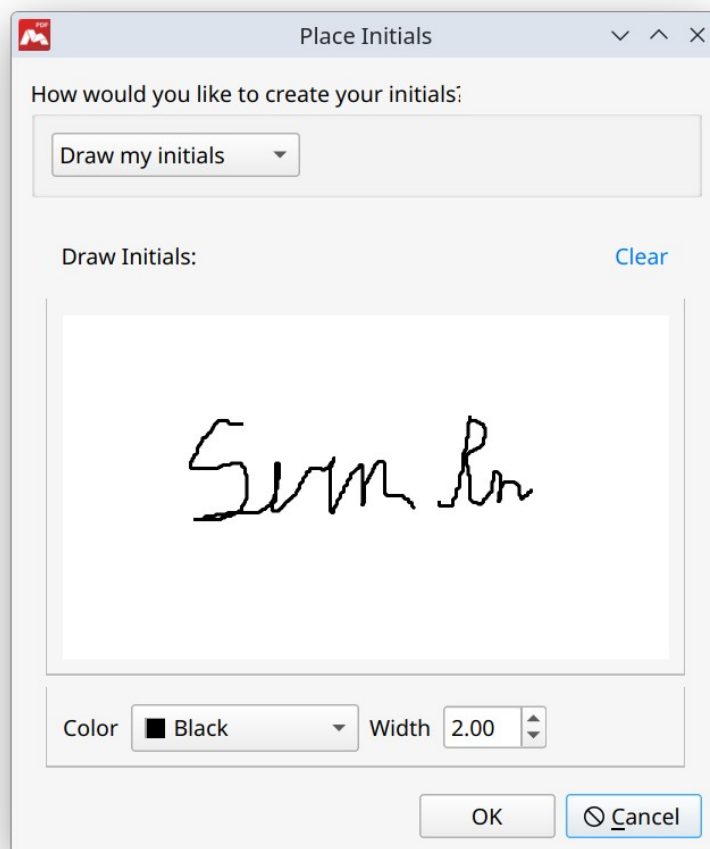 PDF
Place Initials
How would you like to create your initials?
Draw my initials
Draw Initials:
Clear
Color
Black
Width
2.00
OK
Cancel